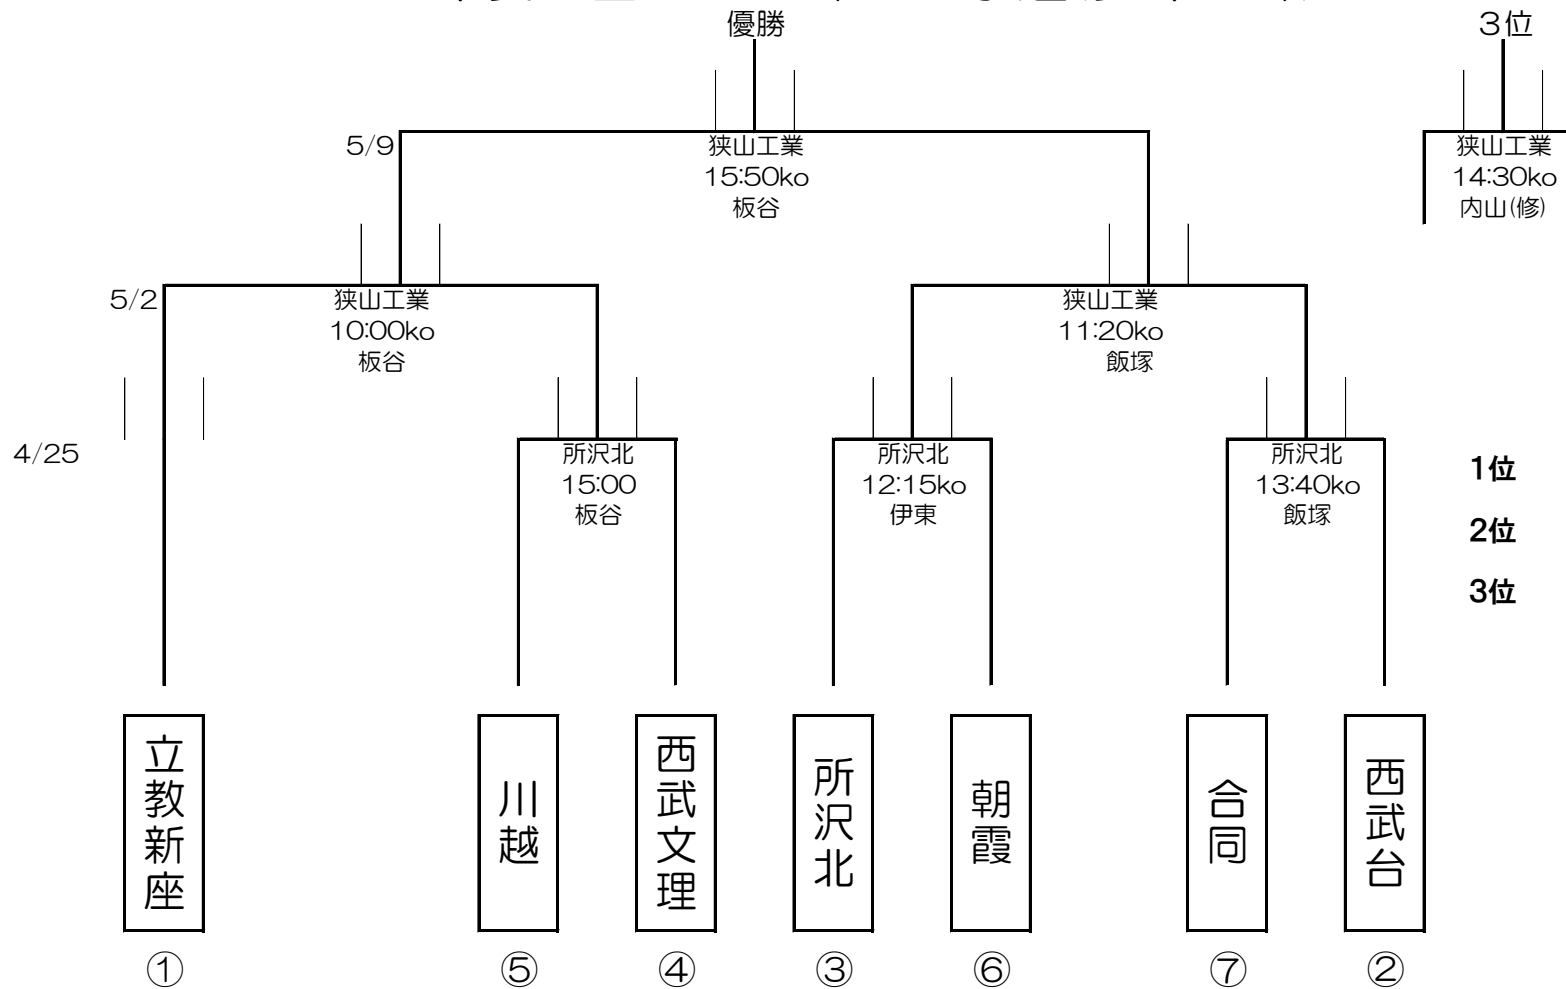 優勝
3位
5/9
狭山工業
15:50ko
板谷
狭山工業
14:30ko
内山(修)
5/2
狭山工業
10:00ko
板谷
狭山工業
11:20ko
飯塚
4/25
所沢北
15:00
板谷
所沢北
12:15ko
伊東
所沢北
13:40ko
飯塚
1位
2位
3位
立教新座
川越
西武文理
所沢北
朝霞
合同
西武台
① ⑤ ④ ③ ⑥ ⑦ ②